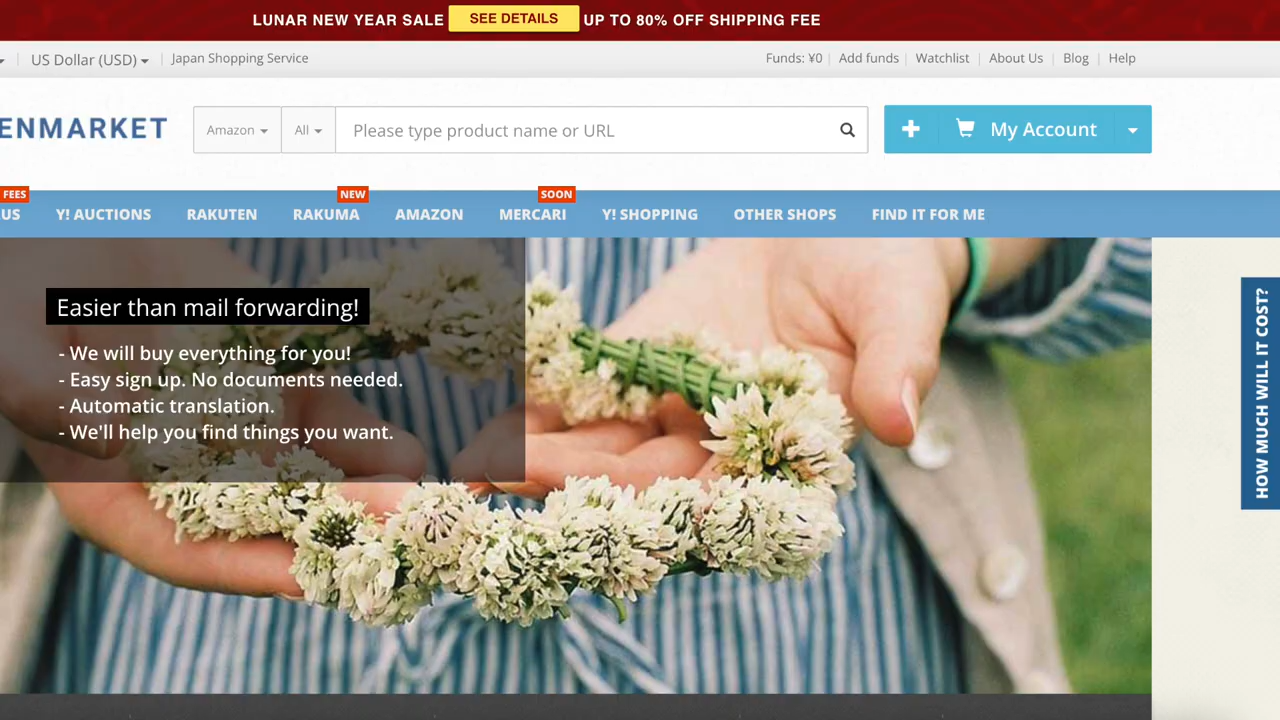 LUNAR NEW YEAR SALE SEE DETAILS UP TO 80% OFF SHIPPING FEE
US Dollar (USD) Japan Shopping Service Funds: ¥0 Add funds Watchlist About Us Blog Help
ENMARKET Amazon All Please type product name or URL My Account
FEES NEW SOON
US Y! AUCTIONS RAKUTEN RAKUMA AMAZON MERCARI Y! SHOPPING OTHER SHOPS FIND IT FOR ME
Easier than mail forwarding!
- We will buy everything for you!
- Easy sign up. No documents needed.
- Automatic translation.
- We'll help you find things you want.
HOW MUCH WILL IT COST?